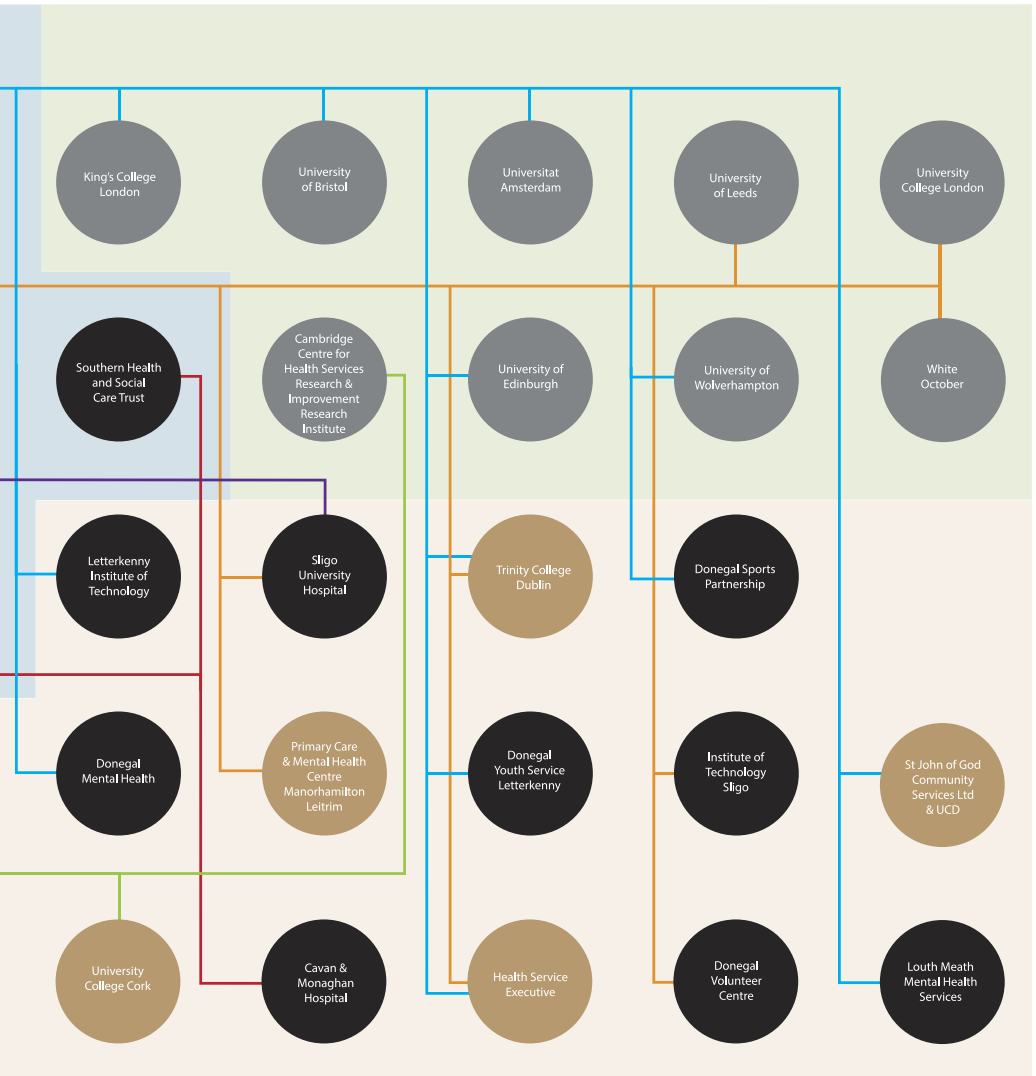 King's College
London
University
of Bristol
Universitat
Amsterdam
University
of Leeds
University
College London
Southern Health
and Social
Care Trust
Cambridge
Centre for
Health Services
Research &
Improvement
Research
Institute
University of
Edinburgh
University of
Wolverhampton
White
October
Letterkenny
Institute of
Technology
Sligo
University
Hospital
Trinity College
Dublin
Donegal Sports
Partnership
Donegal
Mental Health
Primary Care
& Mental Health
Centre
Manorhamilton
Leitrim
Donegal
Youth Service
Letterkenny
Institute of
Technology
Sligo
St John of God
Community
Services Ltd
& UCD
University
College Cork
Cavan &
Monaghan
Hospital
Health Service
Executive
Donegal
Volunteer
Centre
Louth Meath
Mental Health
Services